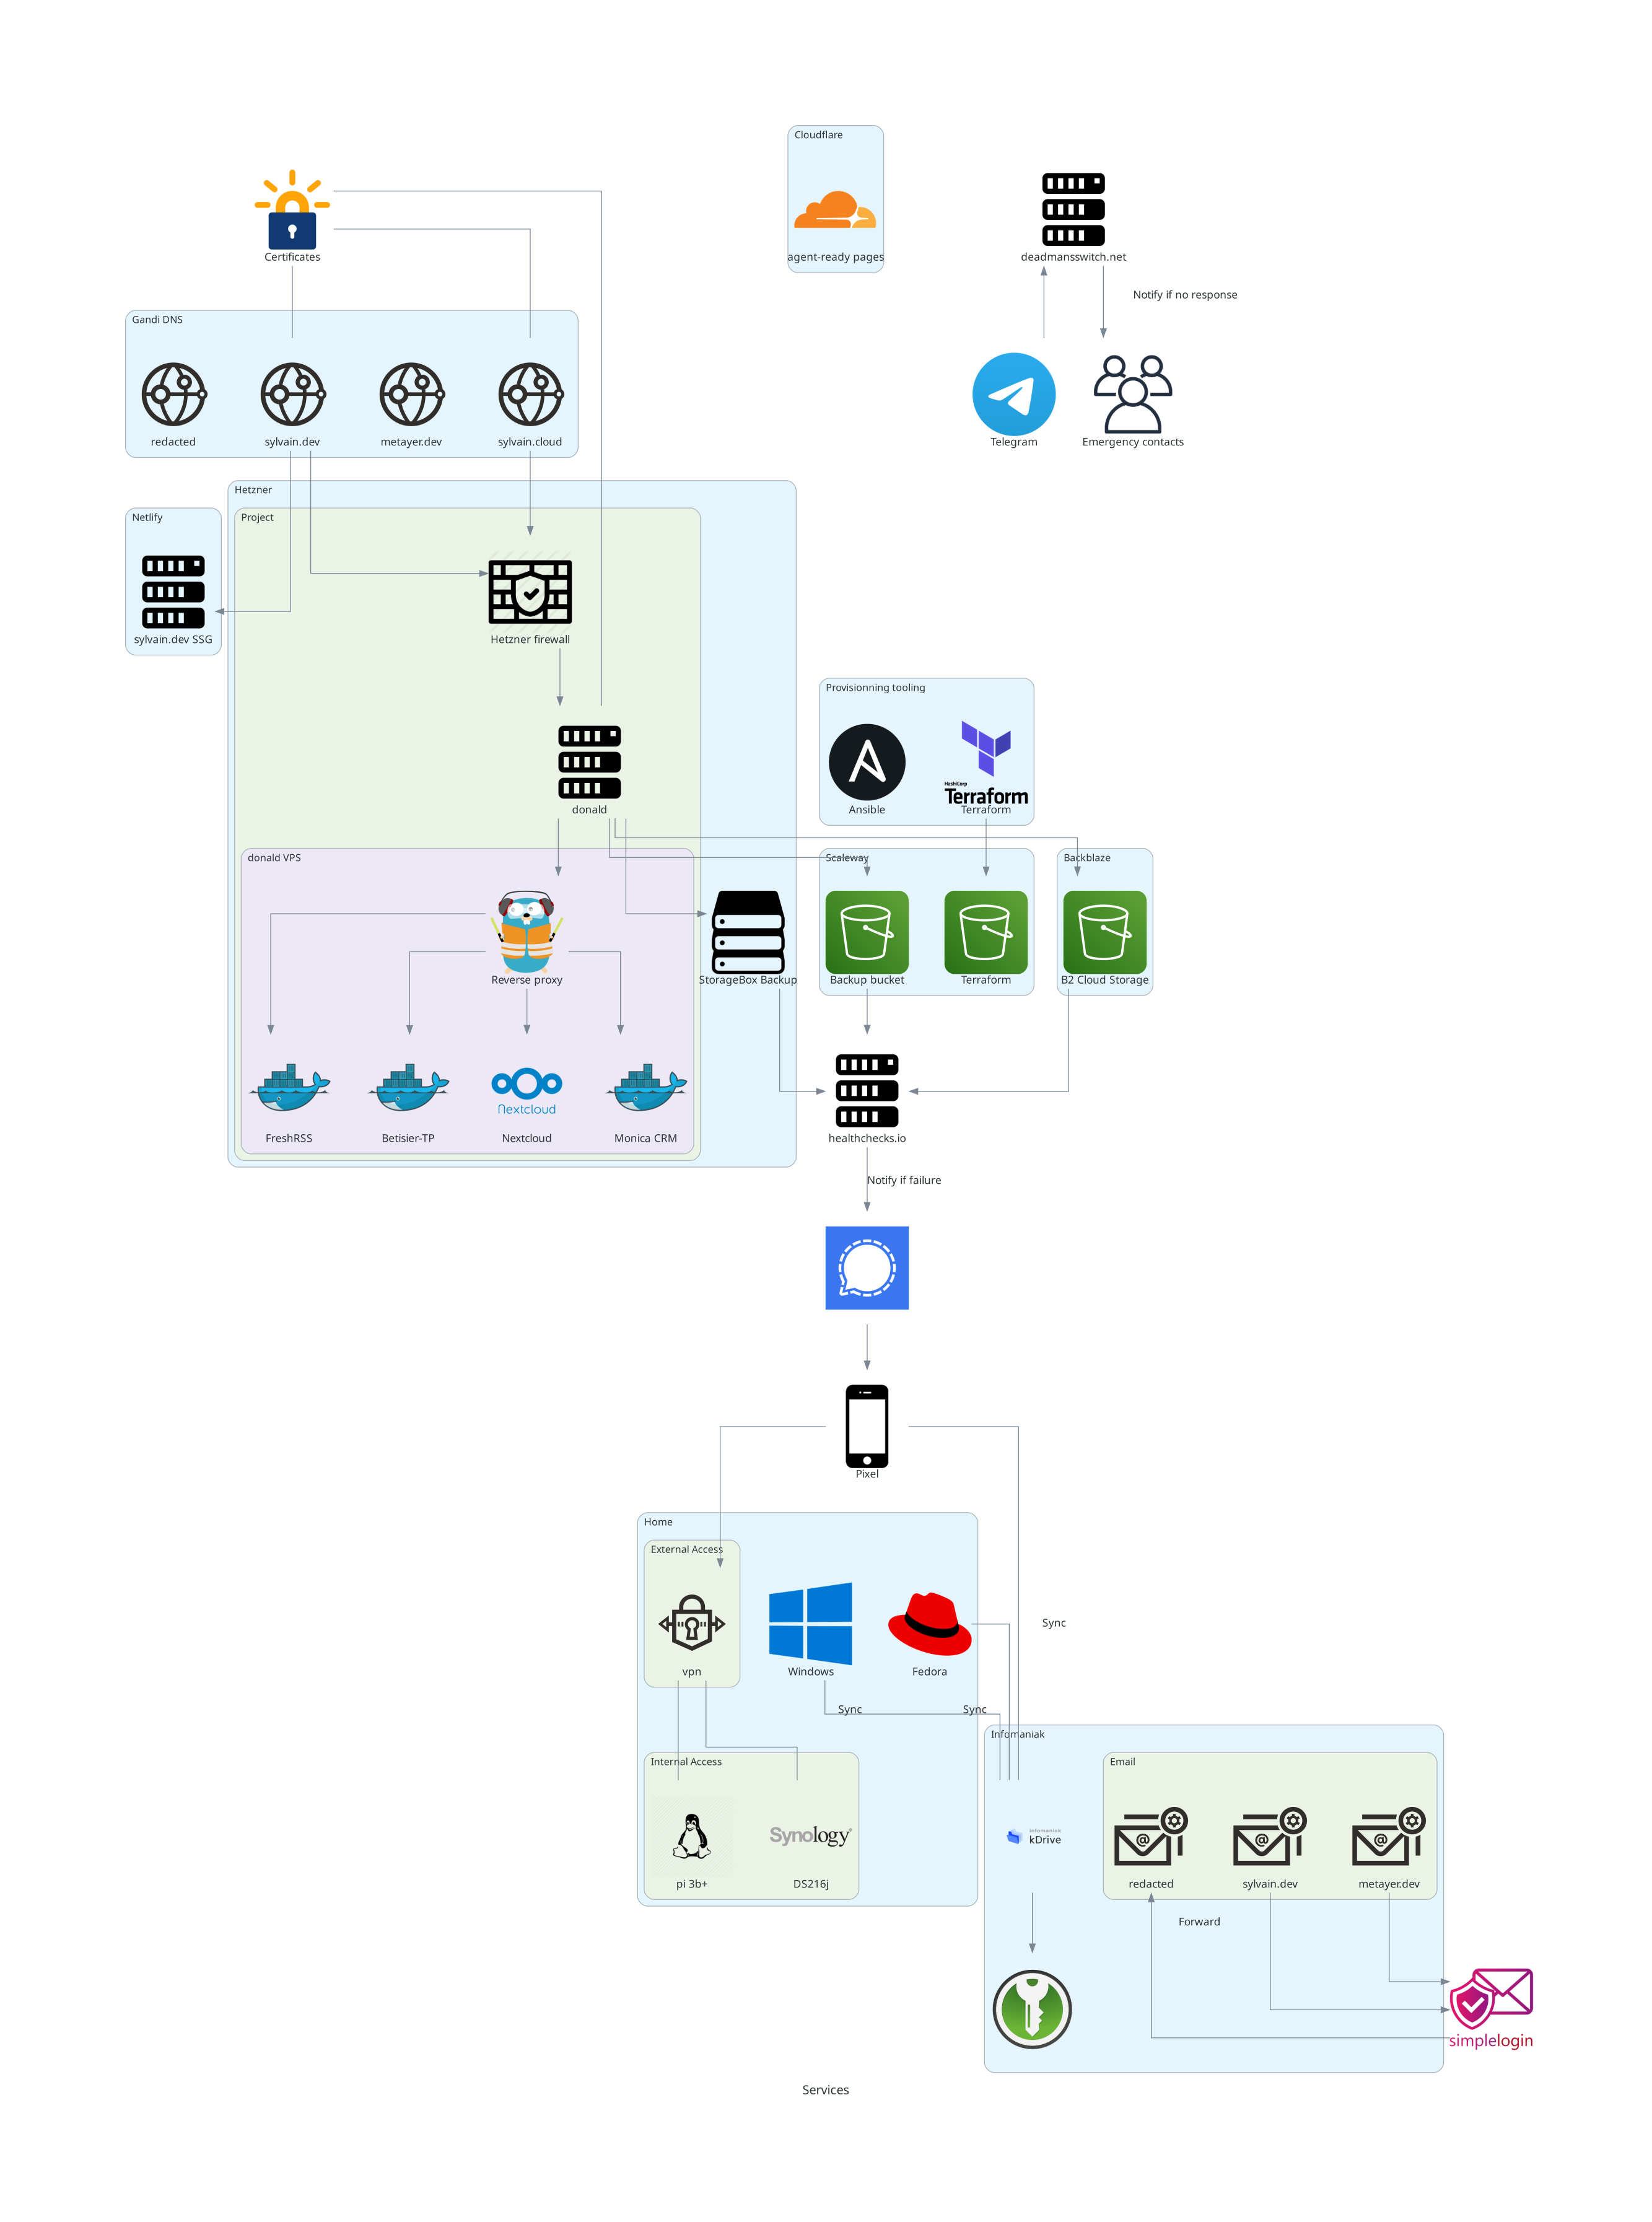 Cloudflare
agent-ready pages
Certificates
deadmansswitch.net
Notify if no response
Gandi DNS
redacted
sylvain.dev
metayer.dev
sylvain.cloud
Telegram
Emergency contacts
Hetzner
Netlify
Project
sylvain.dev SSG
Hetzner firewall
Provisionning tooling
donald
Ansible
HashiCorp
Terraform
Terraform
donald VPS
Scaleway
Backblaze
Reverse proxy
StorageBox Backup
Backup bucket
Terraform
B2 Cloud Storage
Nextcloud
FreshRSS
Betisier-TP
Nextcloud
Monica CRM
healthchecks.io
Notify if failure
Pixel
Home
External Access
vpn
Windows
Fedora
Sync
Sync
Sync
Infomaniak
Internal Access
Email
Synology
infomaniak
kDrive
pi 3b+
DS216j
redacted
sylvain.dev
metayer.dev
Forward
simplelogin
Services